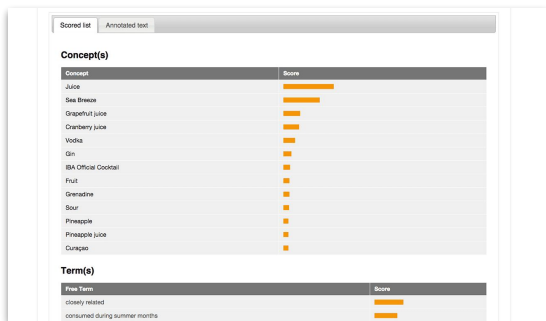 Scored list Annotated text
Concept(s)
Concept Score
Juice
Sea Breeze
Grapefruit juice
Cranberry juice
Vodka
Gin
IBA Official Cocktail
Fruit
Grenadine
Sour
Pineapple
Pineapple juice
Curaçao
Term(s)
Free Term Score
closely related
consumed during summer months